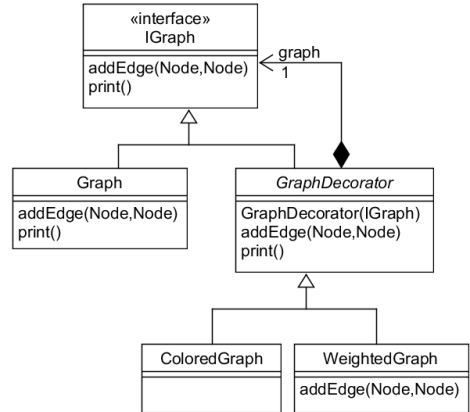 «interface»
IGraph
addEdge(Node,Node)
print()
graph
1
Graph
addEdge(Node,Node)
print()
GraphDecorator
GraphDecorator(IGraph)
addEdge(Node,Node)
print()
ColoredGraph
WeightedGraph
addEdge(Node,Node)